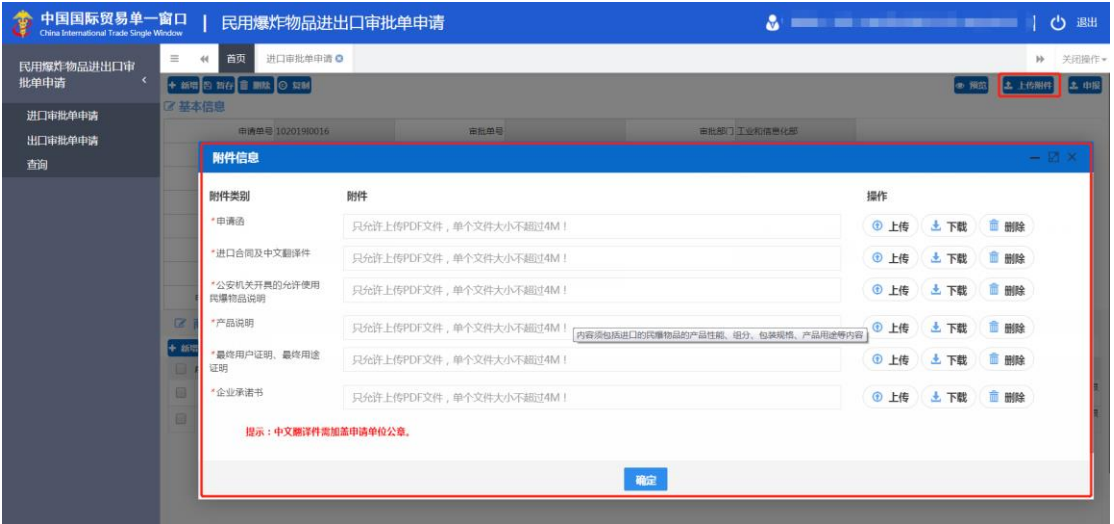 中国国际贸易单一窗口 | 民用爆炸物品进出口审批单申请 退出
China International Trade Single Window
民用爆炸物品进出口审批单申请
首页 进口审批单申请 关闭操作
新增 暂存 删除 复制 预览 上传附件 申报
进口审批单申请
出口审批单申请
查询
基本信息
申请单号 102019I0016 审批单号 审批部门 工业和信息化部
附件信息
附件类别 附件 操作
*申请函 只允许上传PDF文件，单个文件大小不超过4M！ 上传 下载 删除
*进口合同及中文翻译件 只允许上传PDF文件，单个文件大小不超过4M！ 上传 下载 删除
*公安机关开具的允许使用民爆物品说明 只允许上传PDF文件，单个文件大小不超过4M！ 上传 下载 删除
*产品说明 只允许上传PDF文件，单个文件大小不超过4M！ 上传 下载 删除
内容须包括进口的民爆物品的产品性能、组分、包装规格、产品用途等内容
*最终用户证明、最终用途证明 只允许上传PDF文件，单个文件大小不超过4M！ 上传 下载 删除
*企业承诺书 只允许上传PDF文件，单个文件大小不超过4M！ 上传 下载 删除
提示：中文翻译件需加盖申请单位公章。
确定
新增